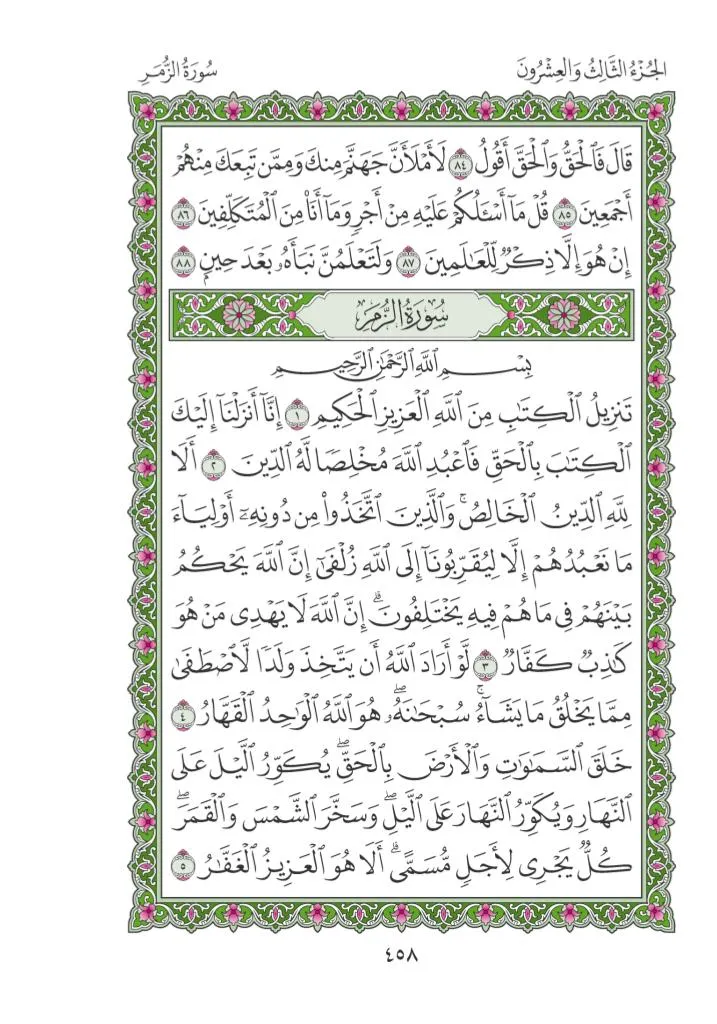 الجُزْءُ الثَّالِثُ وَالعِشْرُونَ
سُورَةُ الزُّمَرِ
قَالَ فَٱلْحَقُّ وَٱلْحَقَّ أَقُولُ ٨٤ لَأَمْلَأَنَّ جَهَنَّمَ مِنكَ وَمِمَّن تَبِعَكَ مِنْهُمْ
أَجْمَعِينَ ٨٥ قُلْ مَآ أَسْـَٔلُكُمْ عَلَيْهِ مِنْ أَجْرٍ وَمَآ أَنَا۠ مِنَ ٱلْمُتَكَلِّفِينَ ٨٦
إِنْ هُوَ إِلَّا ذِكْرٌ لِّلْعَٰلَمِينَ ٨٧ وَلَتَعْلَمُنَّ نَبَأَهُۥ بَعْدَ حِينٍۭ ٨٨
سُورَةُ الزُّمَرِ
بِسْمِ ٱللَّهِ ٱلرَّحْمَٰنِ ٱلرَّحِيمِ
تَنزِيلُ ٱلْكِتَٰبِ مِنَ ٱللَّهِ ٱلْعَزِيزِ ٱلْحَكِيمِ ١ إِنَّآ أَنزَلْنَآ إِلَيْكَ
ٱلْكِتَٰبَ بِٱلْحَقِّ فَٱعْبُدِ ٱللَّهَ مُخْلِصًا لَّهُ ٱلدِّينَ ٢ أَلَا
لِلَّهِ ٱلدِّينُ ٱلْخَالِصُ ۚ وَٱلَّذِينَ ٱتَّخَذُوا۟ مِن دُونِهِۦٓ أَوْلِيَآءَ
مَا نَعْبُدُهُمْ إِلَّا لِيُقَرِّبُونَآ إِلَى ٱللَّهِ زُلْفَىٰٓ إِنَّ ٱللَّهَ يَحْكُمُ
بَيْنَهُمْ فِى مَا هُمْ فِيهِ يَخْتَلِفُونَ ۗ إِنَّ ٱللَّهَ لَا يَهْدِى مَنْ هُوَ
كَٰذِبٌ كَفَّارٌ ٣ لَّوْ أَرَادَ ٱللَّهُ أَن يَتَّخِذَ وَلَدًا لَّٱصْطَفَىٰ
مِمَّا يَخْلُقُ مَا يَشَآءُ ۚ سُبْحَٰنَهُۥ ۖ هُوَ ٱللَّهُ ٱلْوَٰحِدُ ٱلْقَهَّارُ ٤
خَلَقَ ٱلسَّمَٰوَٰتِ وَٱلْأَرْضَ بِٱلْحَقِّ ۖ يُكَوِّرُ ٱلَّيْلَ عَلَى
ٱلنَّهَارِ وَيُكَوِّرُ ٱلنَّهَارَ عَلَى ٱلَّيْلِ ۖ وَسَخَّرَ ٱلشَّمْسَ وَٱلْقَمَرَ ۖ
كُلٌّ يَجْرِى لِأَجَلٍ مُّسَمًّى ۗ أَلَا هُوَ ٱلْعَزِيزُ ٱلْغَفَّٰرُ ٥
٤٥٨